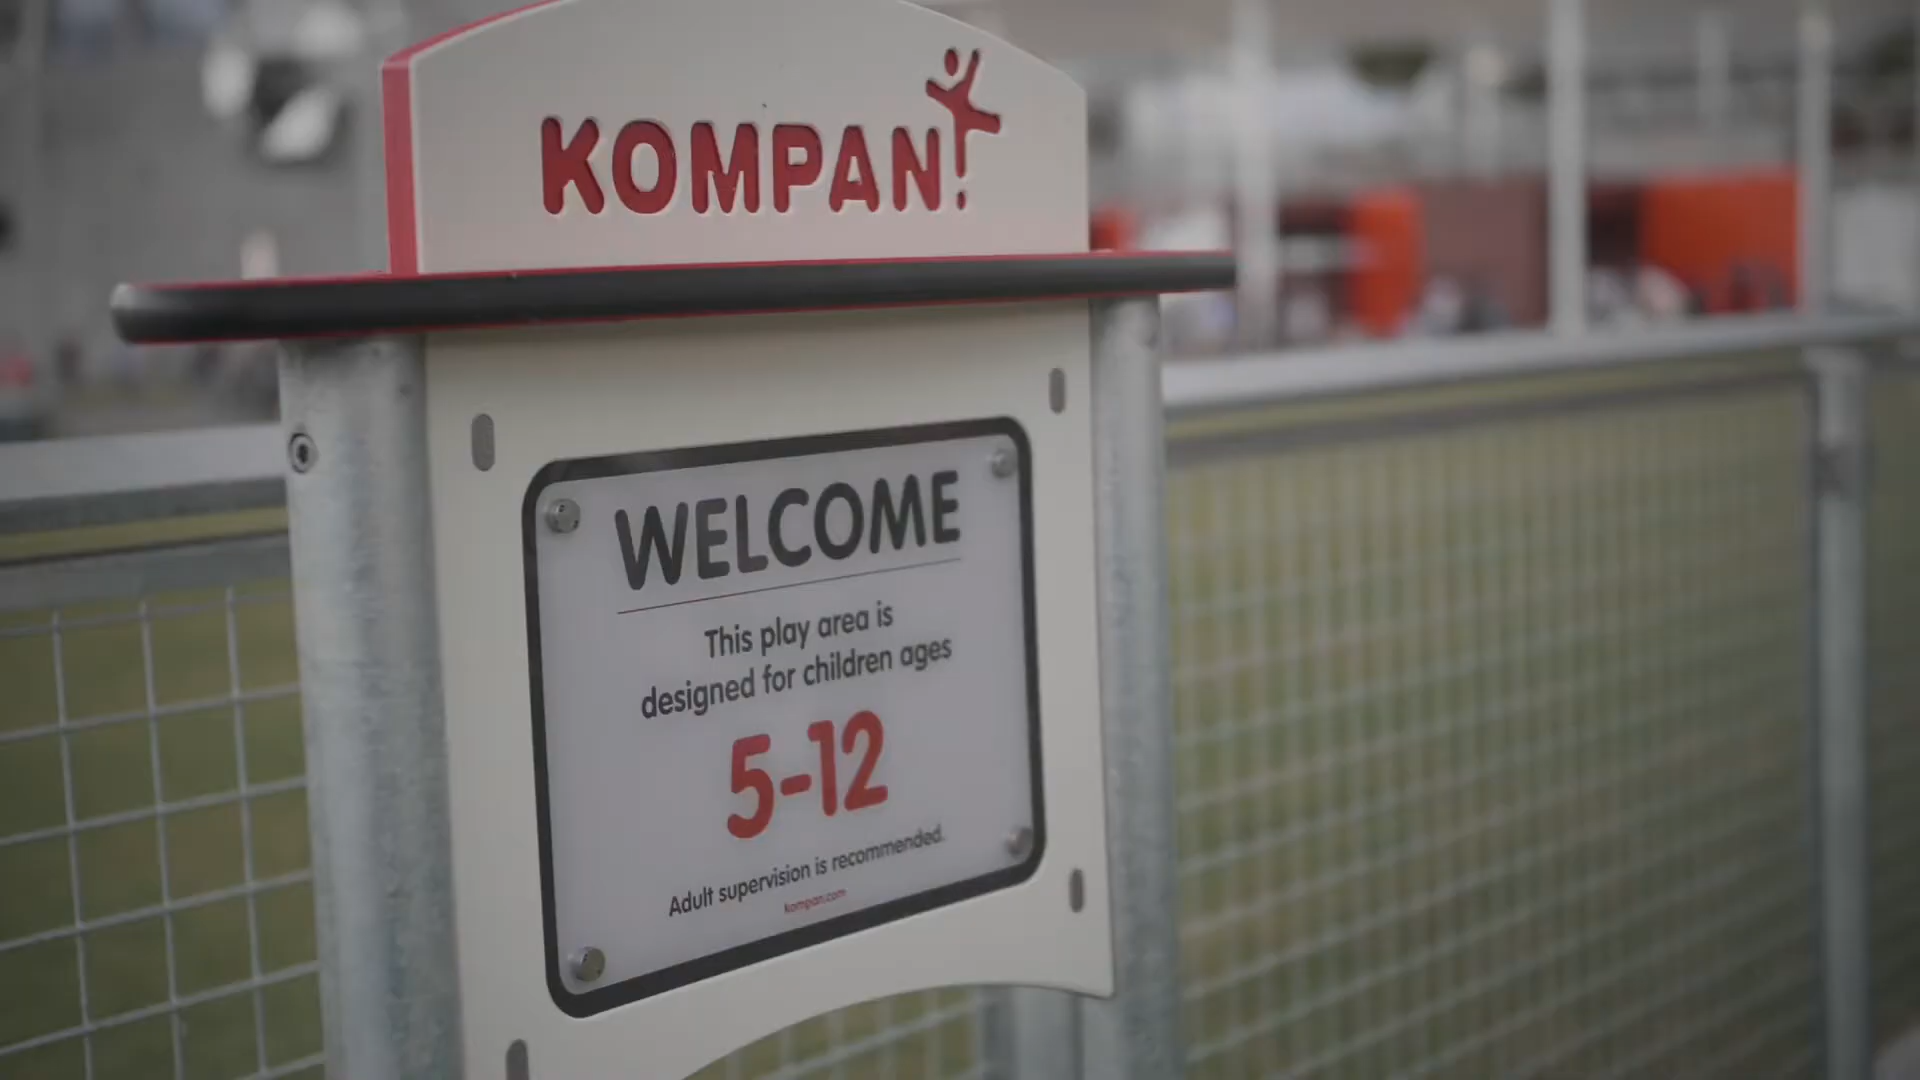 KOMPAN!
WELCOME
This play area is
designed for children ages
5-12
Adult supervision is recommended.
kompan.com